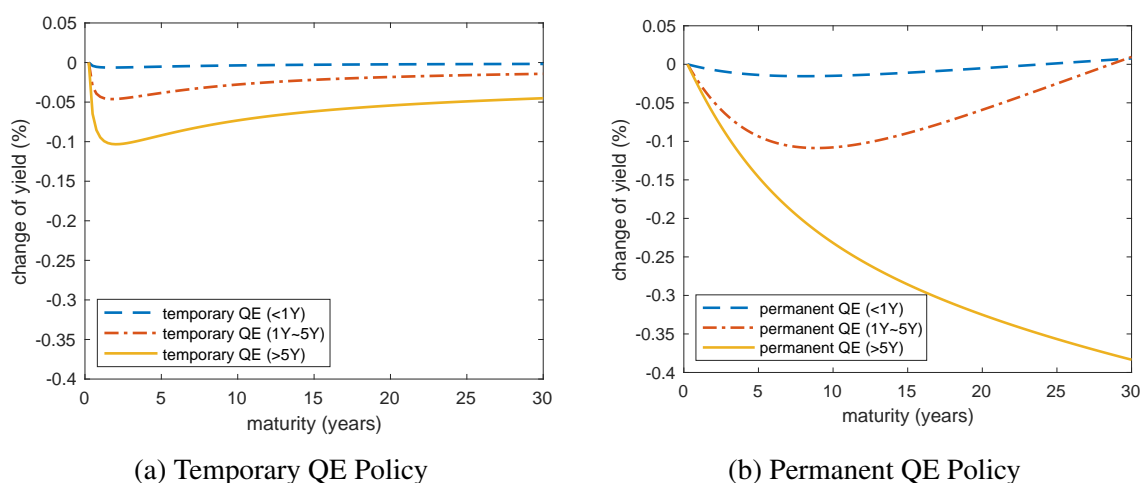 0.05
0
-0.05
-0.1
-0.15
-0.2
-0.25
-0.3
-0.35
-0.4
change of yield (%)
temporary QE (<1Y)
temporary QE (1Y~5Y)
temporary QE (>5Y)
0 5 10 15 20 25 30
maturity (years)
(a) Temporary QE Policy
0.05
0
-0.05
-0.1
-0.15
-0.2
-0.25
-0.3
-0.35
-0.4
change of yield (%)
permanent QE (<1Y)
permanent QE (1Y~5Y)
permanent QE (>5Y)
0 5 10 15 20 25 30
maturity (years)
(b) Permanent QE Policy